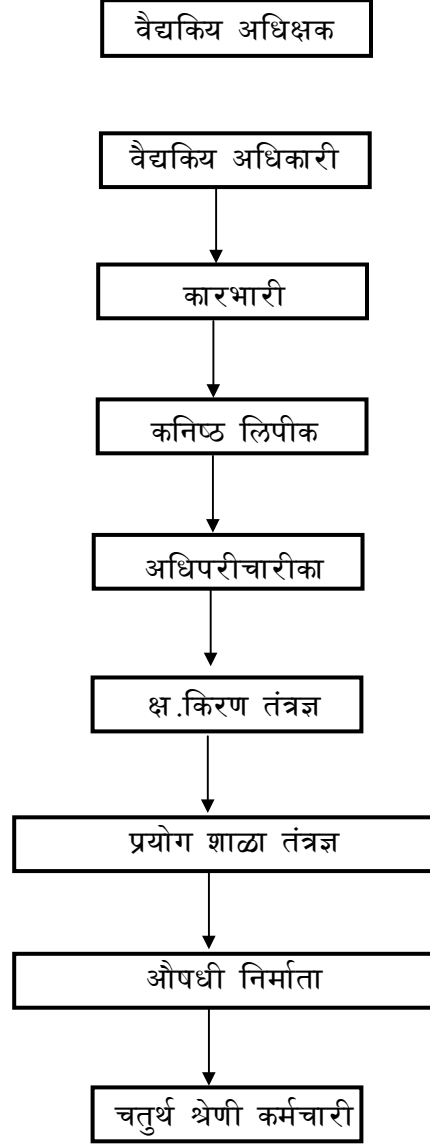 वैद्यकिय अधिक्षक
वैद्यकिय अधिकारी
कारभारी
कनिष्ठ लिपीक
अधिपरीचारीका
क्ष.किरण तंत्रज्ञ
प्रयोग शाळा तंत्रज्ञ
औषधी निर्माता
चतुर्थ श्रेणी कर्मचारी